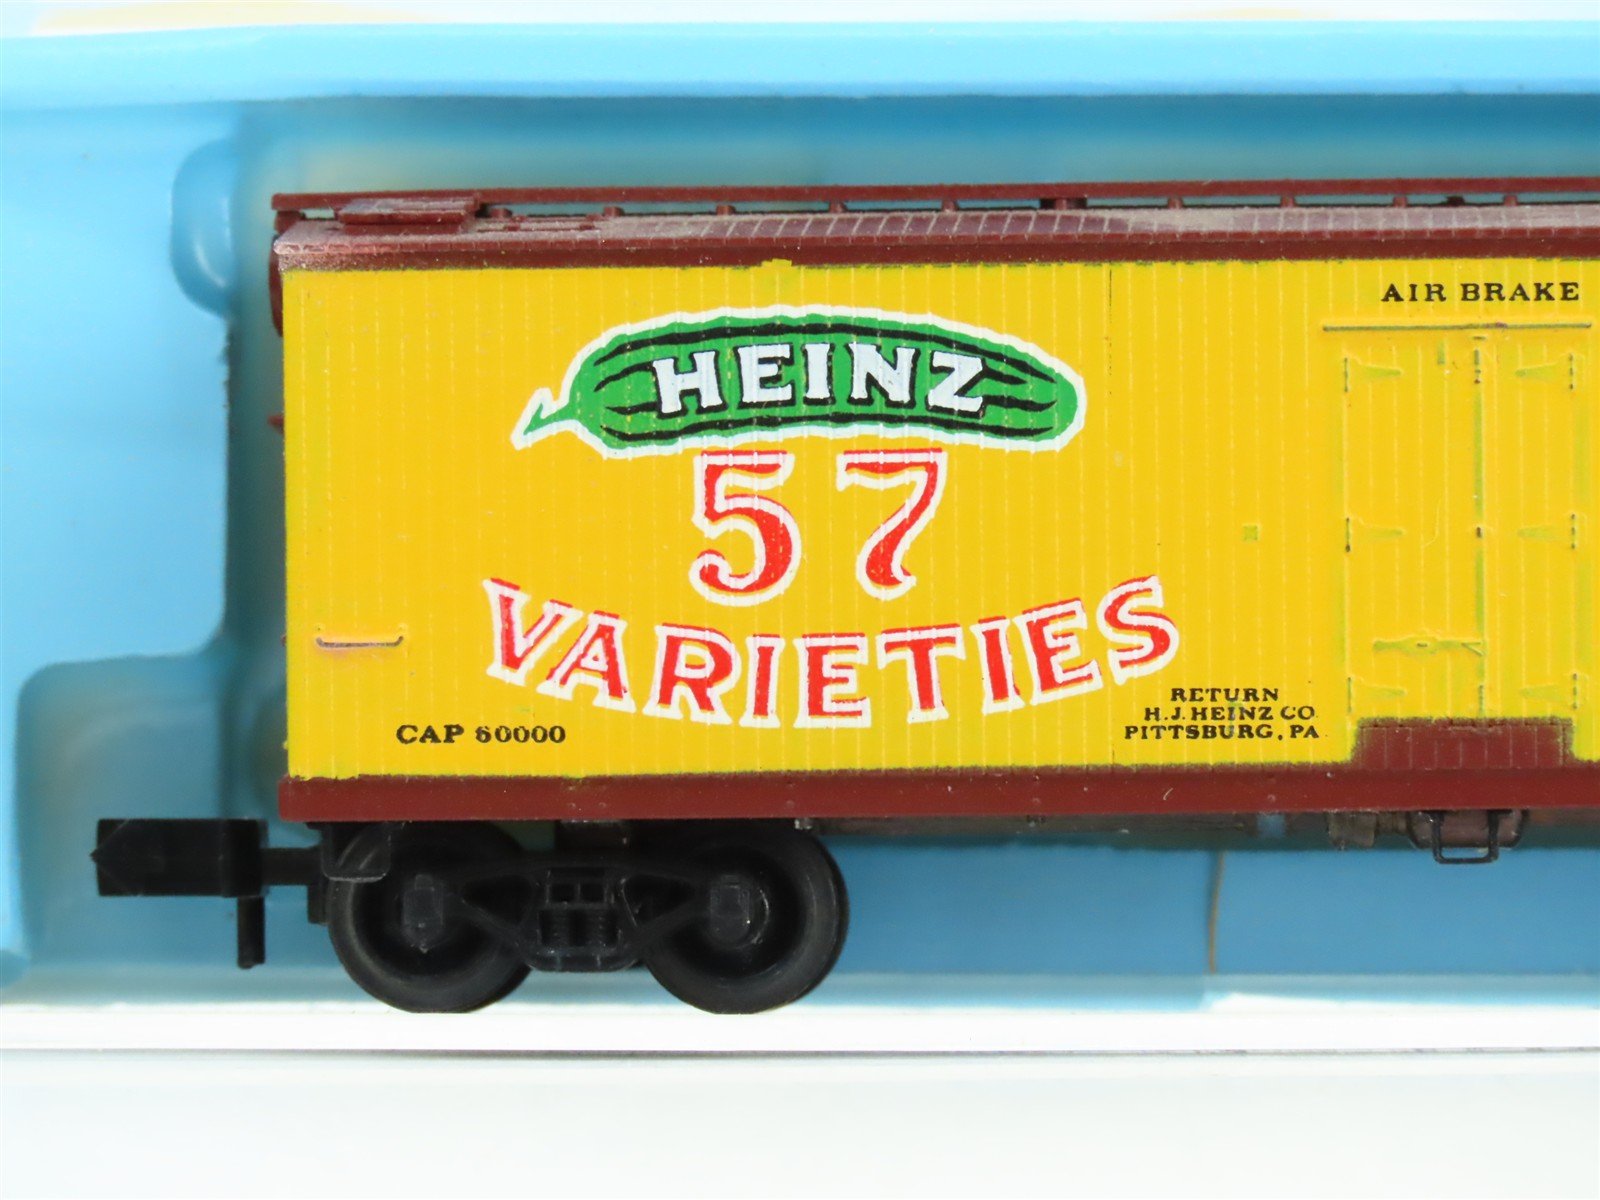 HEINZ
57
VARIETIES
CAP 60000
AIR BRAKE
RETURN
H.J. HEINZ CO.
PITTSBURG, PA.